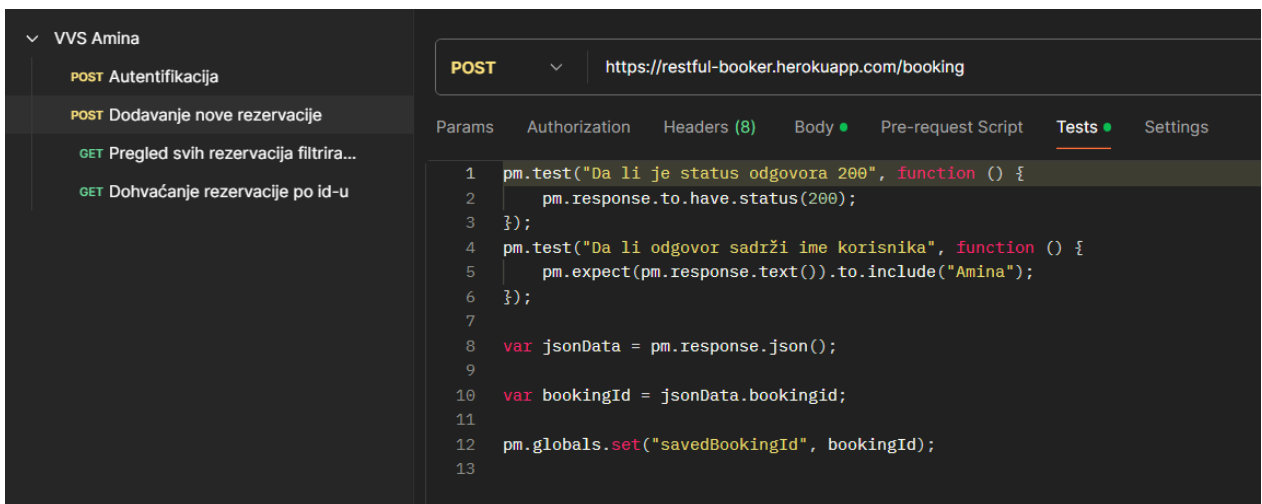 VVS Amina
POST Autentifikacija
POST Dodavanje nove rezervacije
GET Pregled svih rezervacija filtrira...
GET Dohvaćanje rezervacije po id-u
POST https://restful-booker.herokuapp.com/booking
Params Authorization Headers (8) Body Pre-request Script Tests Settings
1 pm.test("Da li je status odgovora 200", function () {
2 pm.response.to.have.status(200);
3 });
4 pm.test("Da li odgovor sadrži ime korisnika", function () {
5 pm.expect(pm.response.text()).to.include("Amina");
6 });
7
8 var jsonData = pm.response.json();
9
10 var bookingId = jsonData.bookingid;
11
12 pm.globals.set("savedBookingId", bookingId);
13